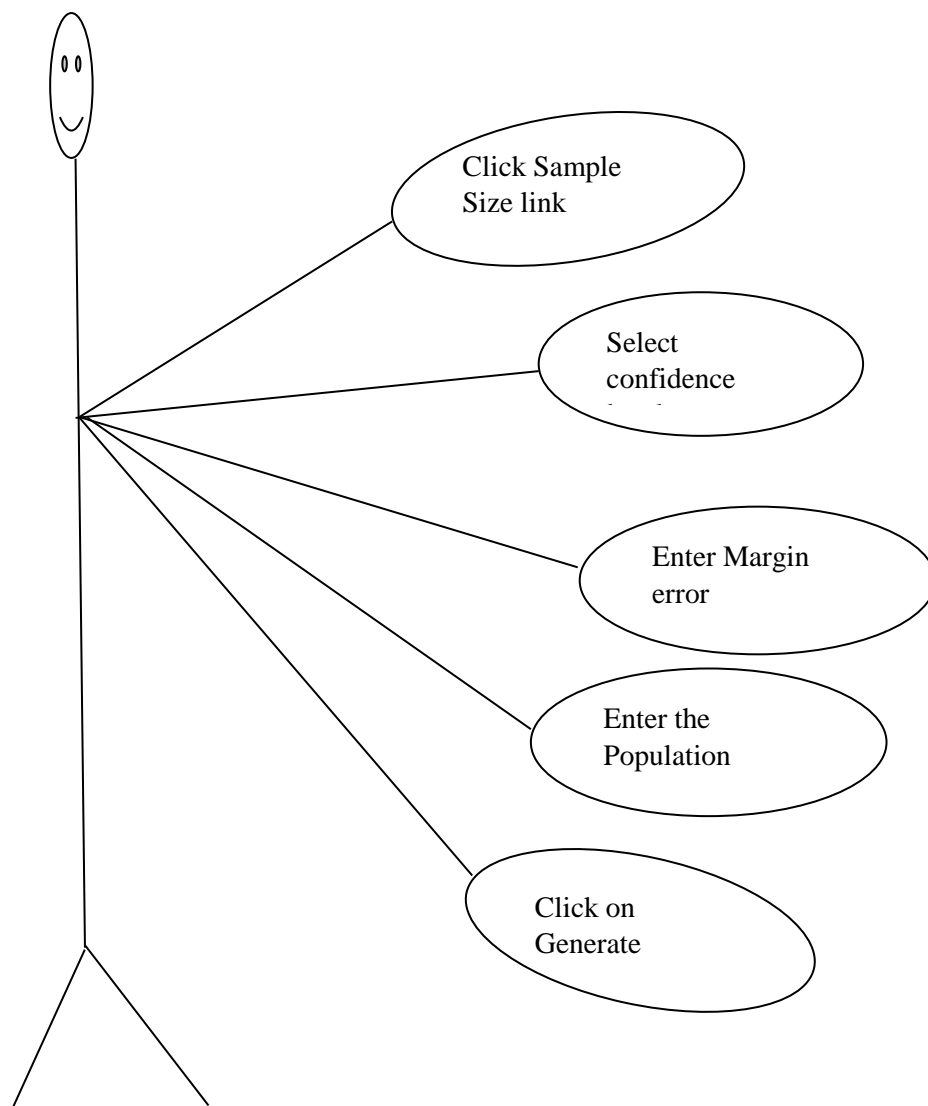 Click Sample
Size link
Select
confidence
Enter Margin
error
Enter the
Population
Click on
Generate